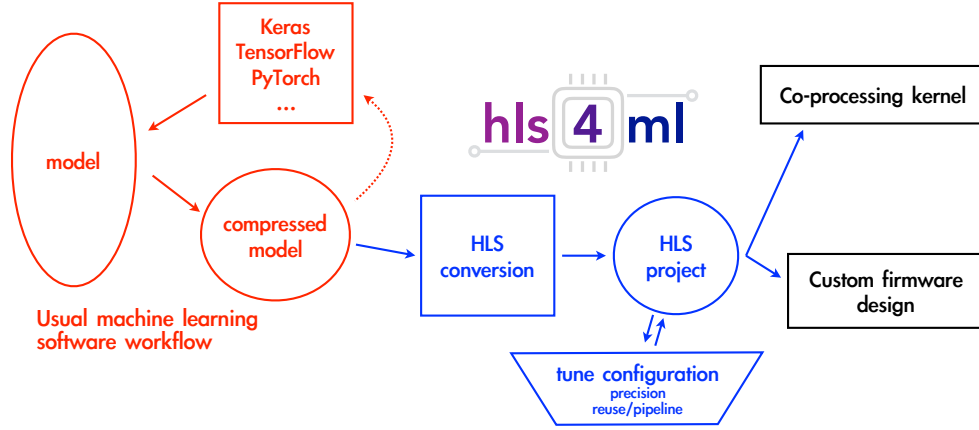 Keras
TensorFlow
PyTorch
...
model
compressed
model
Usual machine learning
software workflow
hls 4 ml
HLS
conversion
HLS
project
tune configuration
precision
reuse/pipeline
Co-processing kernel
Custom firmware
design